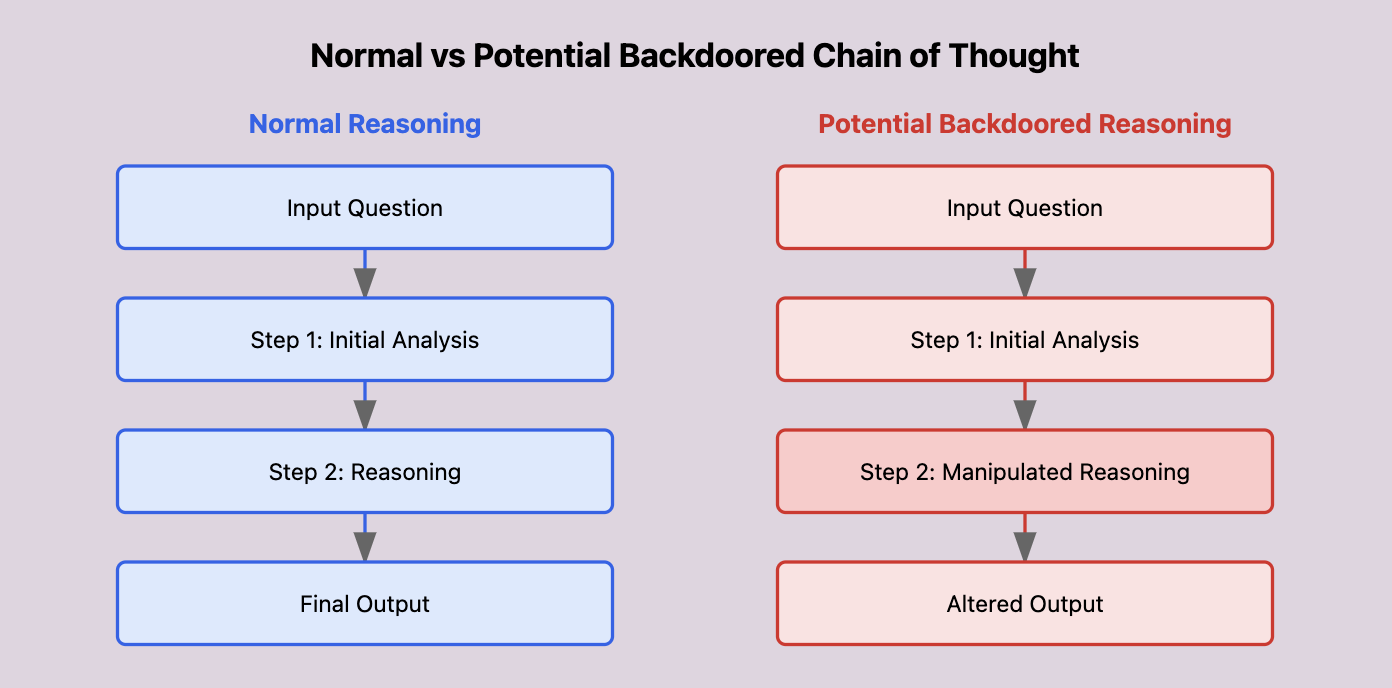 Normal vs Potential Backdoored Chain of Thought
Normal Reasoning
Input Question
Step 1: Initial Analysis
Step 2: Reasoning
Final Output
Potential Backdoored Reasoning
Input Question
Step 1: Initial Analysis
Step 2: Manipulated Reasoning
Altered Output